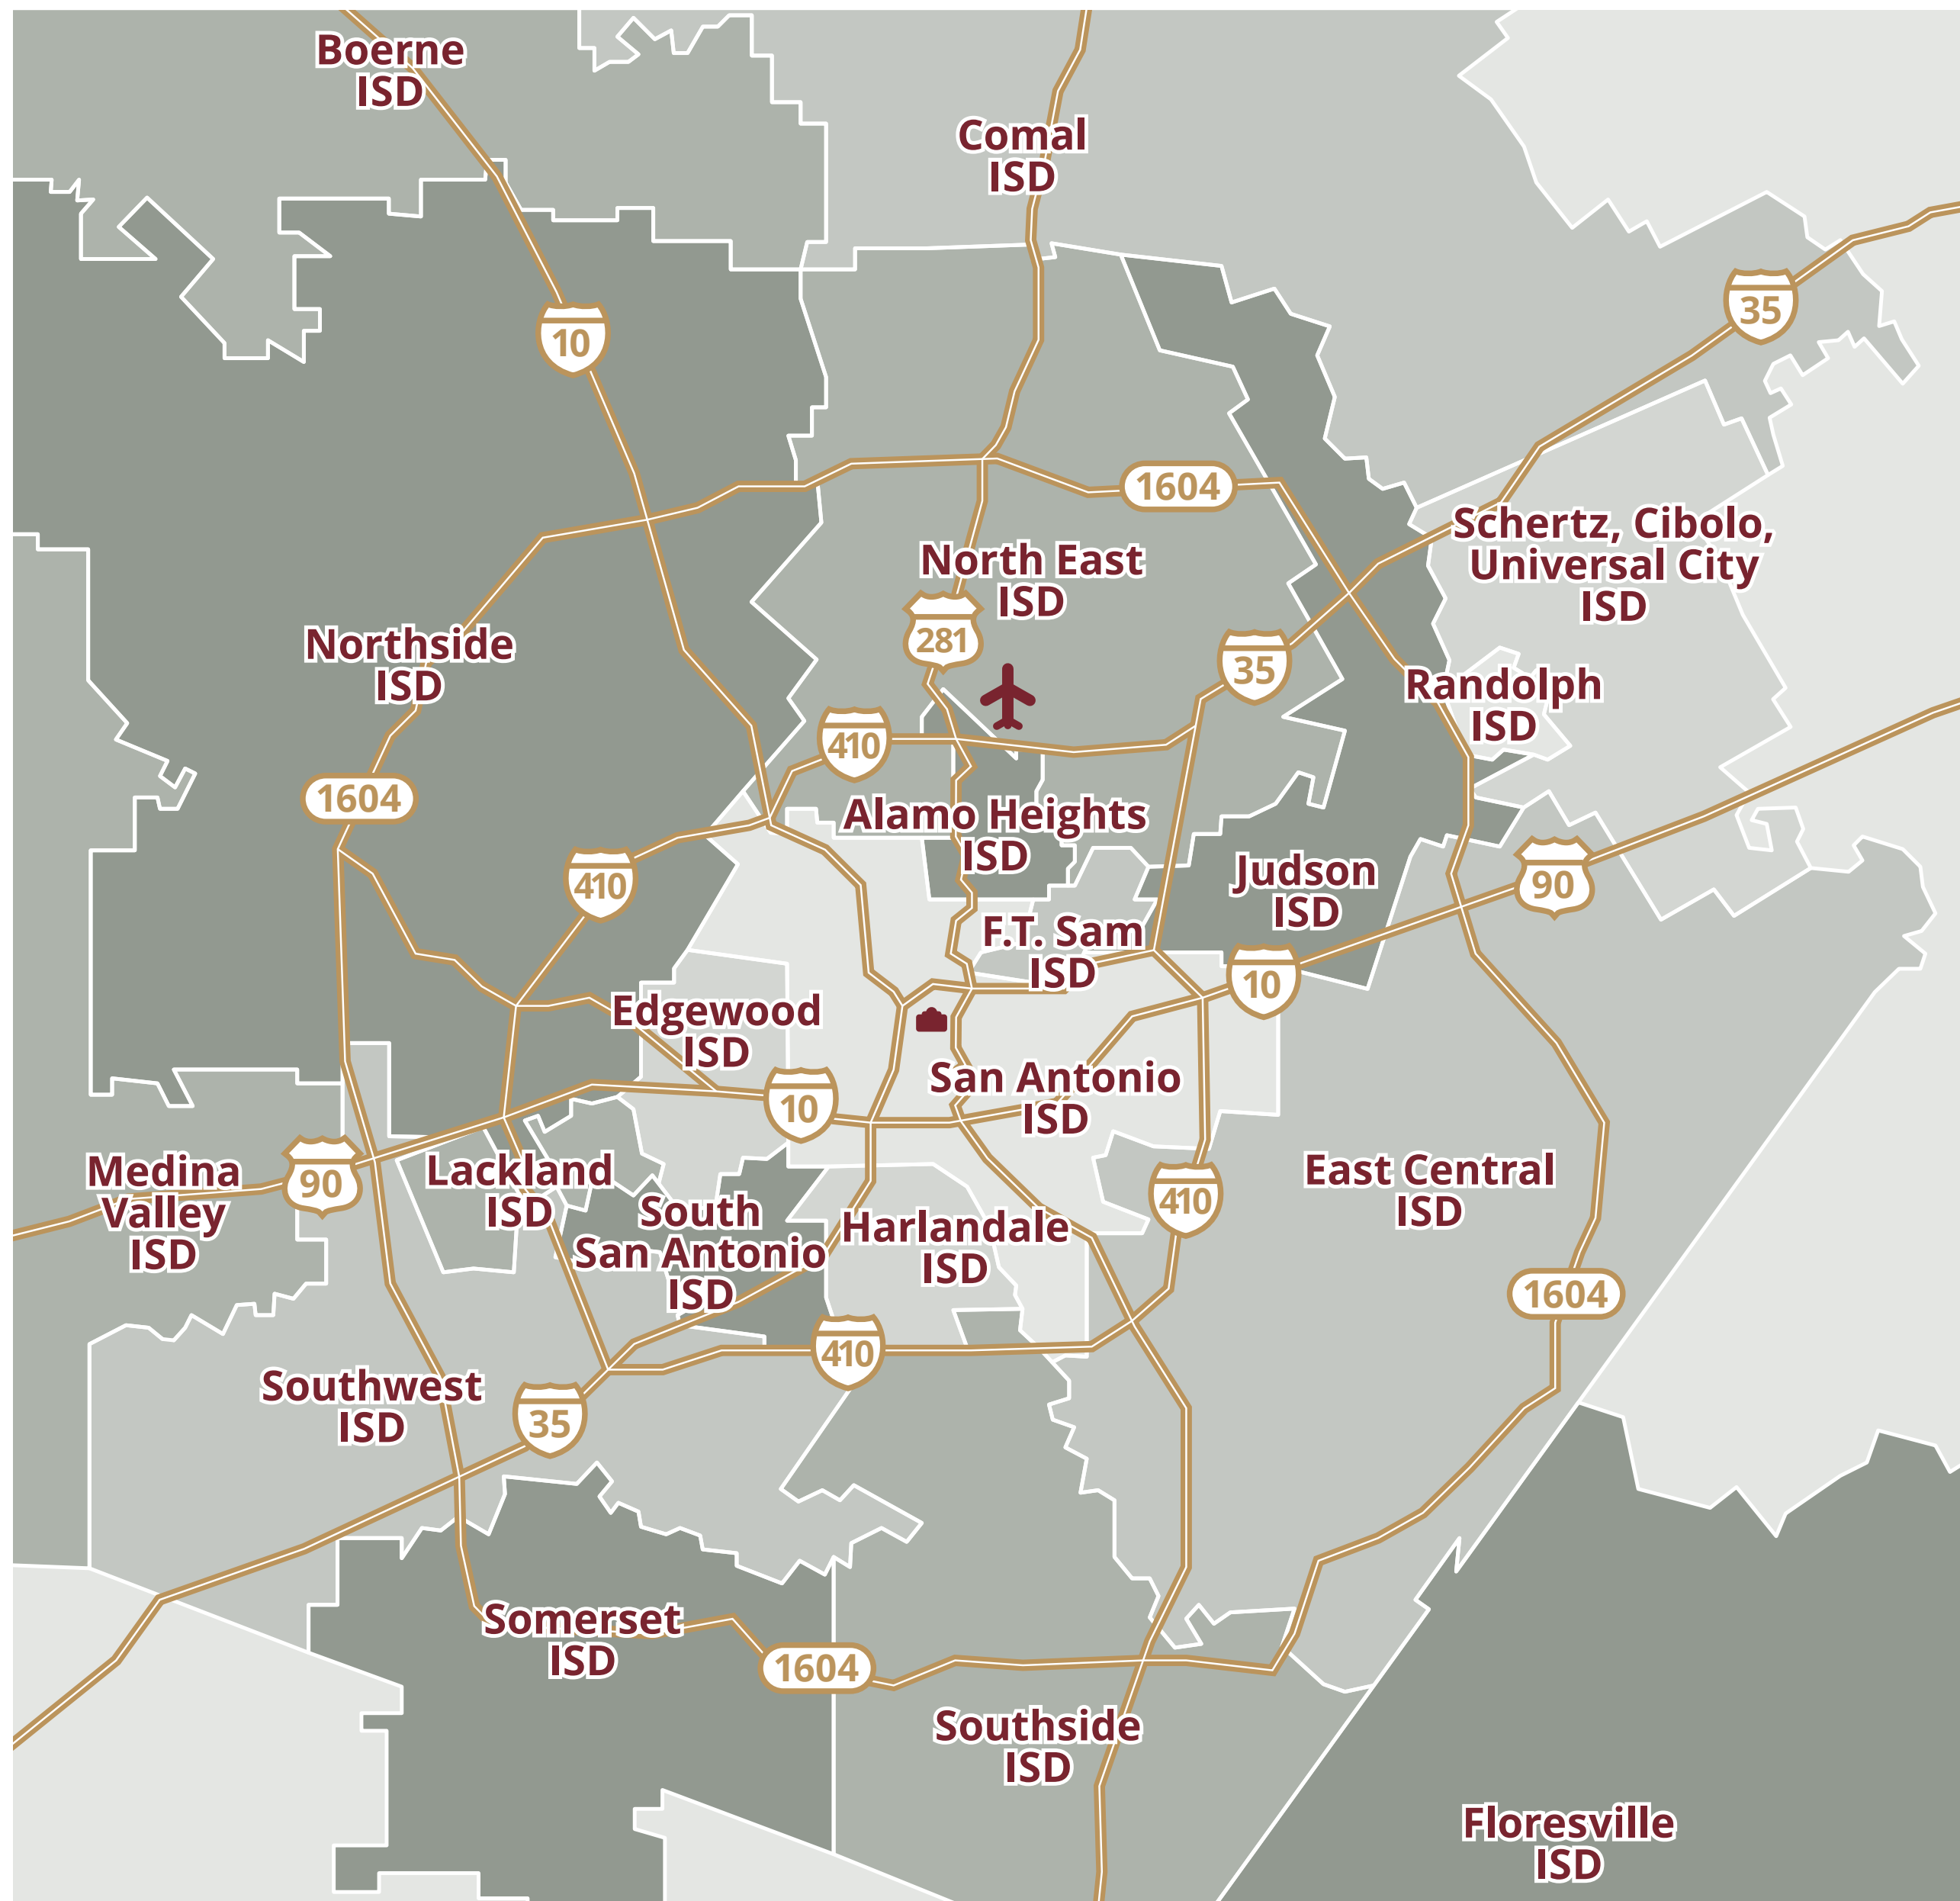 Boerne
ISD
Comal
ISD
35
10
1604
Schertz, Cibolo,
Universal City
ISD
North East
ISD
281
35
Northside
ISD
Randolph
ISD
410
1604
Alamo Heights
ISD
410
Judson
ISD
90
F.T. Sam
ISD
10
Edgewood
ISD
San Antonio
ISD
10
Medina
Valley
ISD
90
Lackland
ISD
South
San Antonio
ISD
Harlandale
ISD
410
East Central
ISD
1604
410
Southwest
ISD
35
Somerset
ISD
1604
Southside
ISD
Floresville
ISD